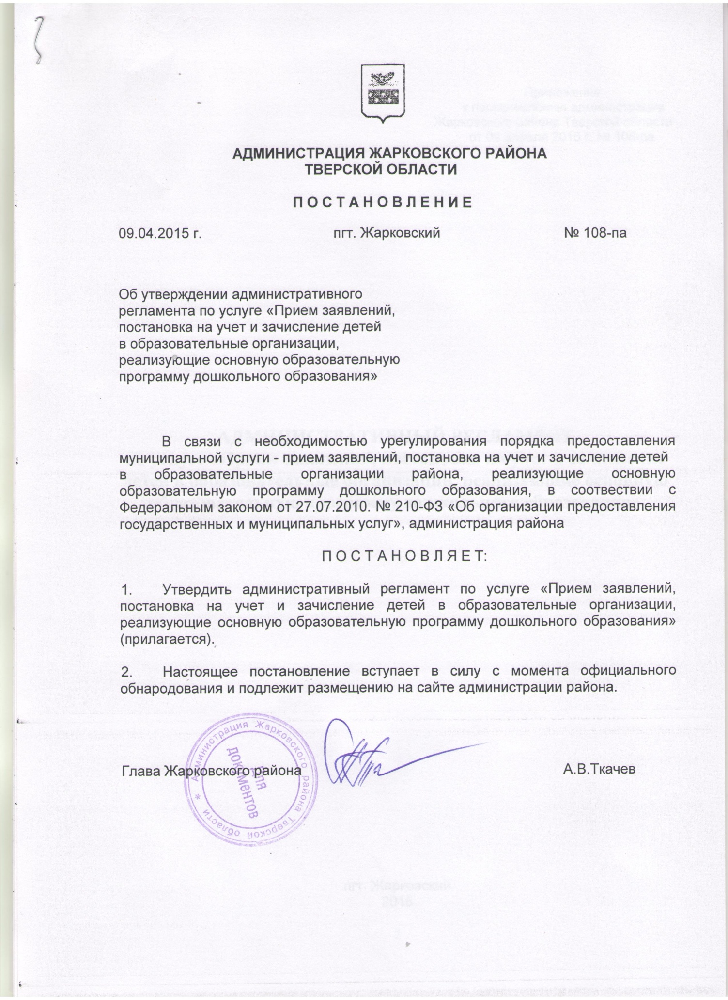 АДМИНИСТРАЦИЯ ЖАРКОВСКОГО РАЙОНА
ТВЕРСКОЙ ОБЛАСТИ
П О С Т А Н О В Л Е Н И Е
09.04.2015 г. пгт. Жарковский № 108-па
Об утверждении административного
регламента по услуге «Прием заявлений,
постановка на учет и зачисление детей
в образовательные организации,
реализующие основную образовательную
программу дошкольного образования»
В связи с необходимостью урегулирования порядка предоставления
муниципальной услуги - прием заявлений, постановка на учет и зачисление детей
в образовательные организации района, реализующие основную
образовательную программу дошкольного образования, в соотвествии с
Федеральным законом от 27.07.2010. № 210-ФЗ «Об организации предоставления
государственных и муниципальных услуг», администрация района
П О С Т А Н О В Л Я Е Т:
1. Утвердить административный регламент по услуге «Прием заявлений,
постановка на учет и зачисление детей в образовательные организации,
реализующие основную образовательную программу дошкольного образования»
(прилагается).
2. Настоящее постановление вступает в силу с момента официального
обнародования и подлежит размещению на сайте администрации района.
Глава Жарковского района А.В.Ткачев
* Администрация Жарковского района Тверской области
для
документов
пгт. Жарковский
2015